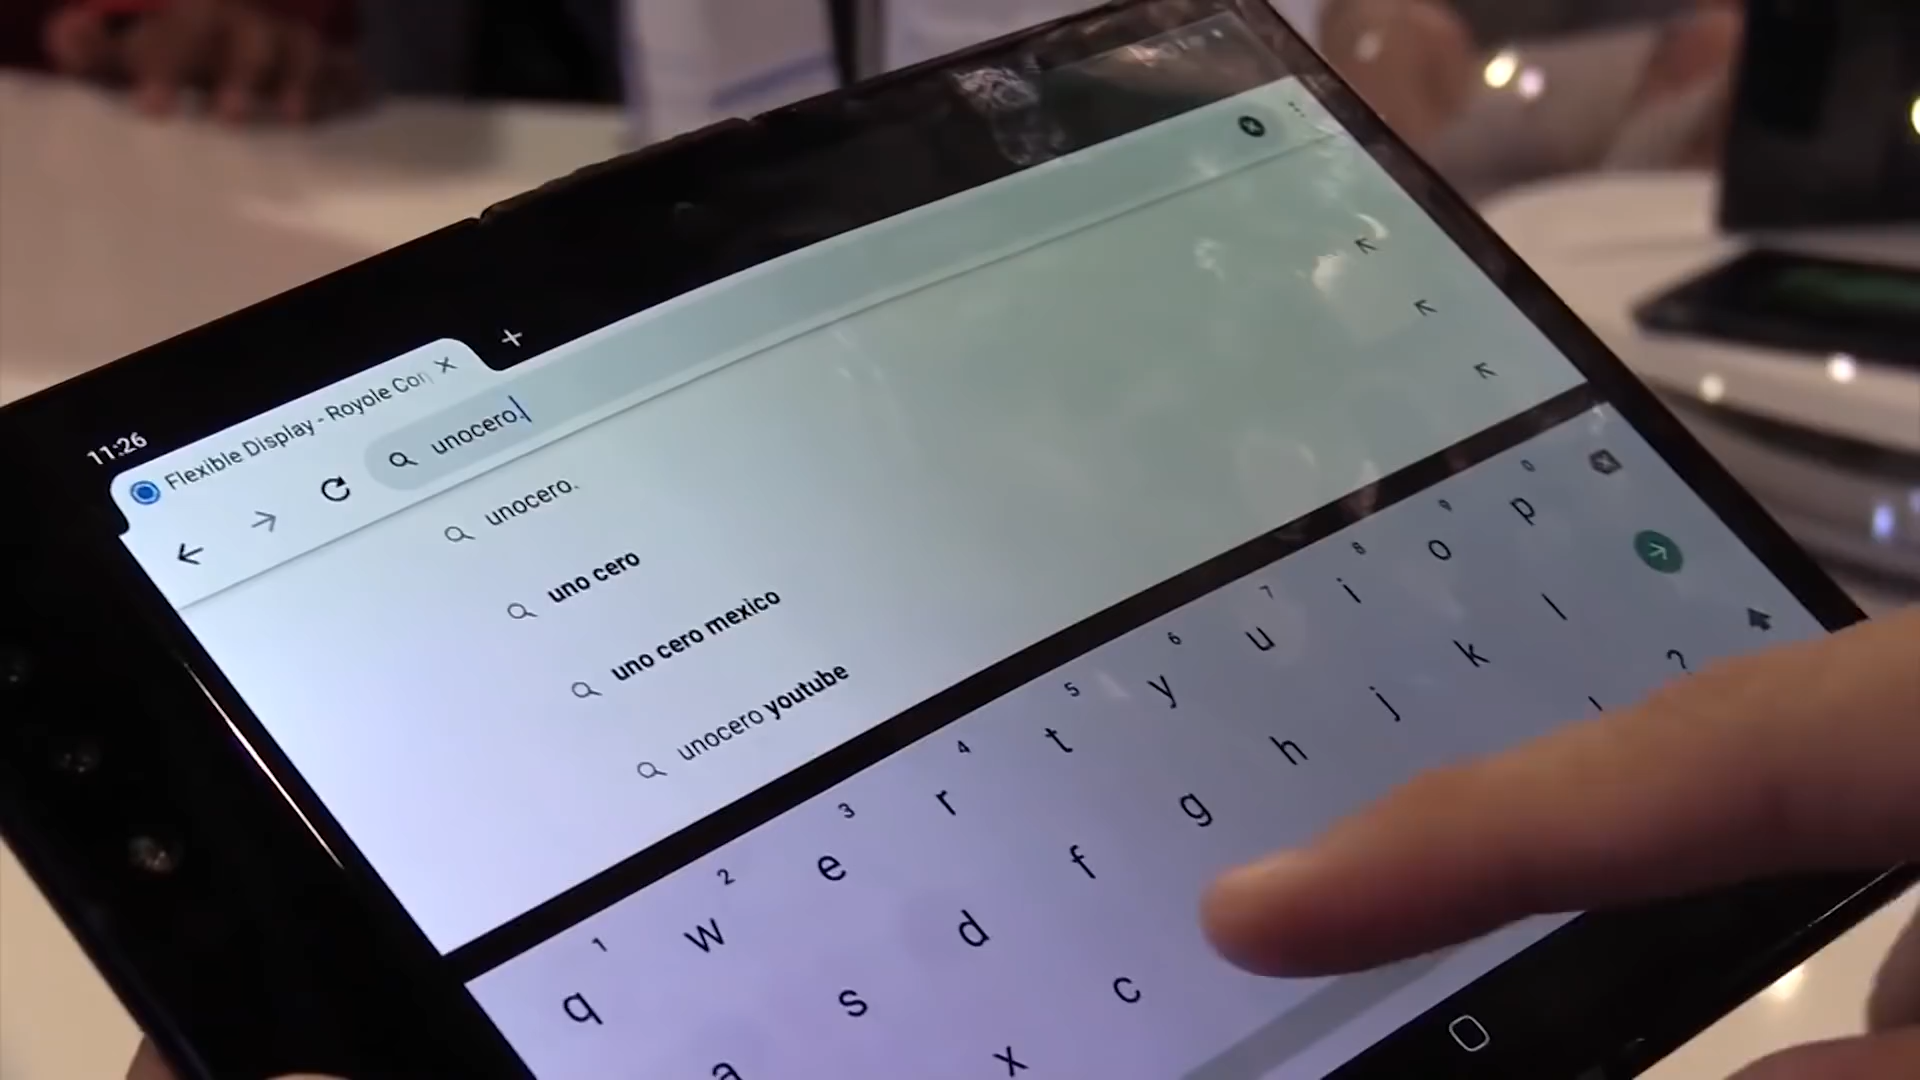 11:26
Flexible Display - Royole Cor
unocero.
unocero.
uno cero
uno cero mexico
unocero youtube
1 2 3 4 5 6 7 8 9 0
q w e r t y u i o p
a s d f g h j k l
x c ?